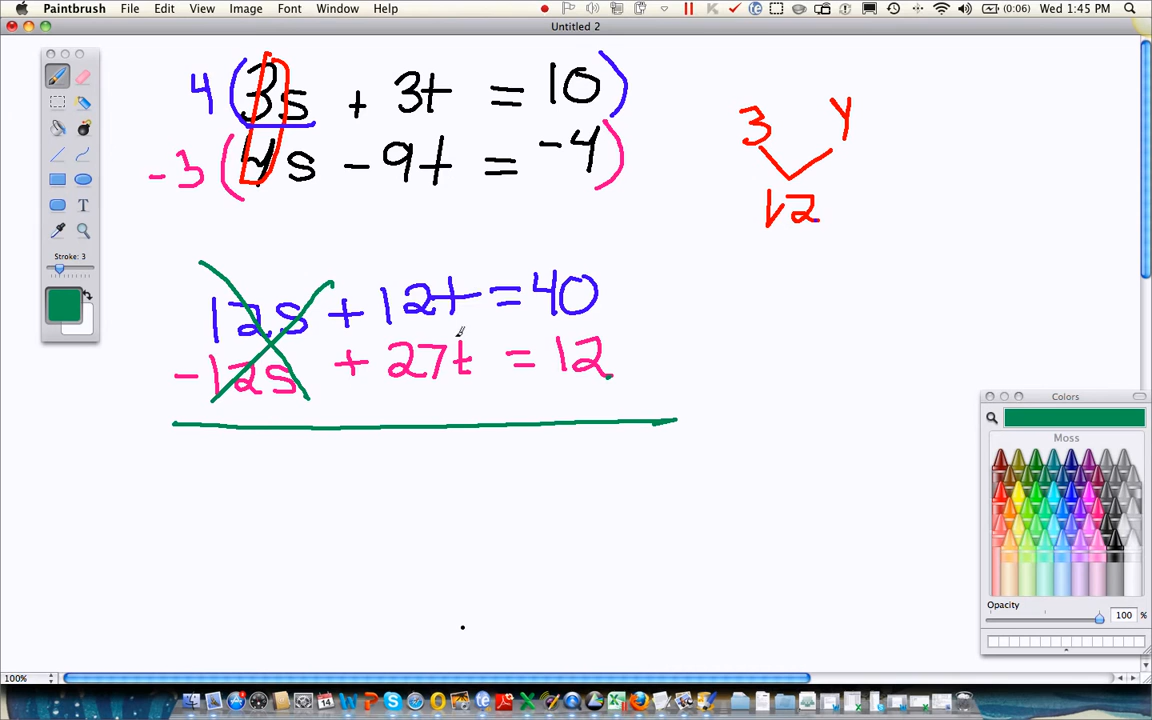 Paintbrush File Edit View Image Font Window Help (0:06) Wed 1:45 PM
Untitled 2
4(3s + 3t = 10)
-3(4s - 9t = -4)
3 4
12
12s + 12t = 40
-12s + 27t = 12
Stroke: 3
Colors
Moss
Opacity
100 %
100%